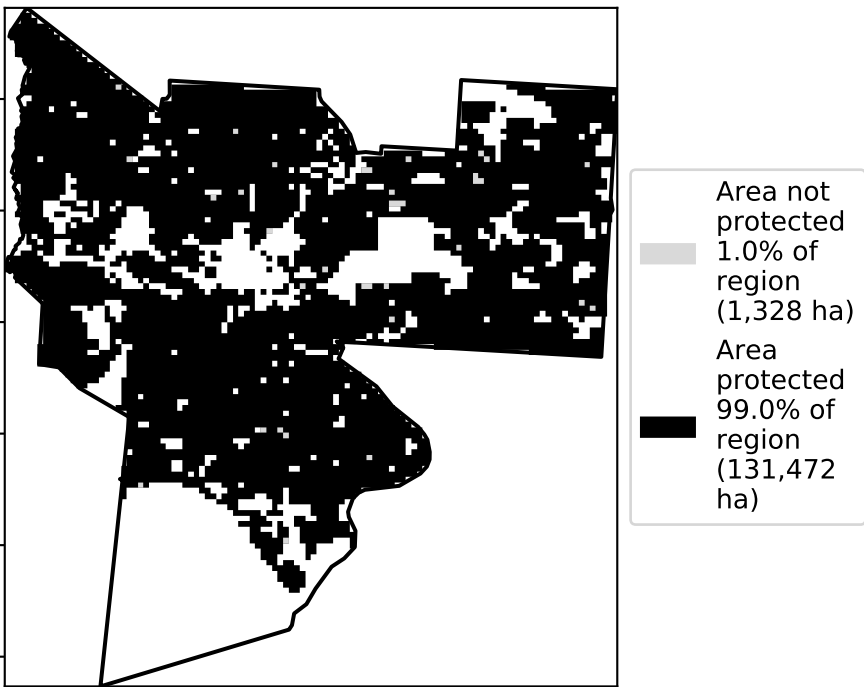 Area not
protected
1.0% of
region
(1,328 ha)
Area
protected
99.0% of
region
(131,472
ha)